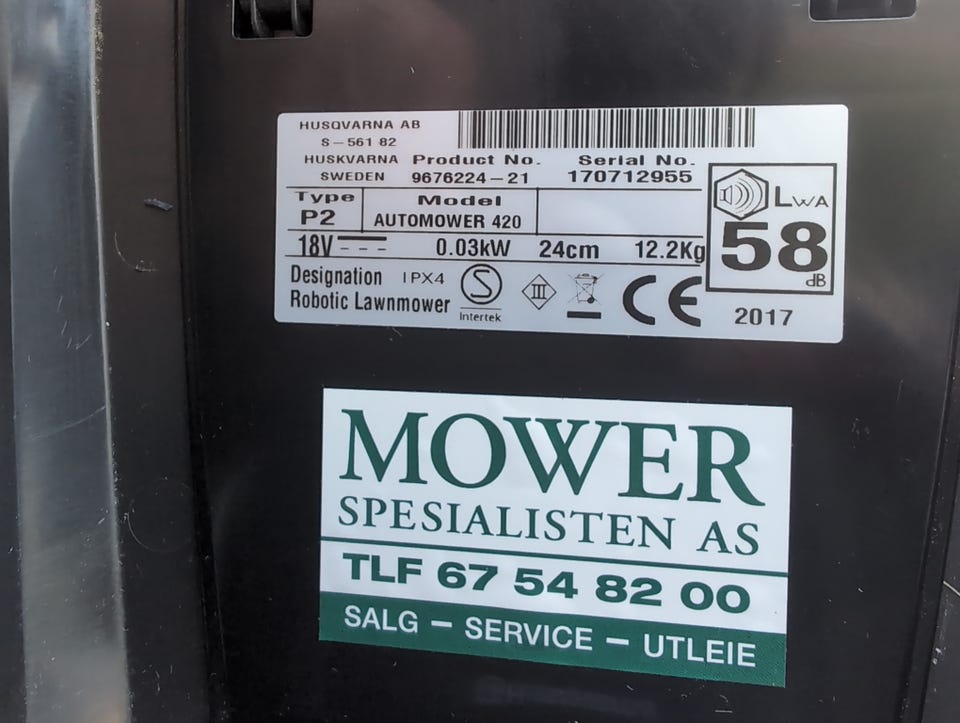 HUSQVARNA AB
S-561 82
HUSKVARNA
SWEDEN
Product No.
9676224-21
Serial No.
170712955
Type
P2
Model
AUTOMOWER 420
18V
0.03kW 24cm 12.2Kg
LWA
58
dB
Designation IPX4
Robotic Lawnmower
S
Intertek
III
CE
2017
MOWER
SPESIALISTEN AS
TLF 67 54 82 00
SALG - SERVICE - UTLEIE